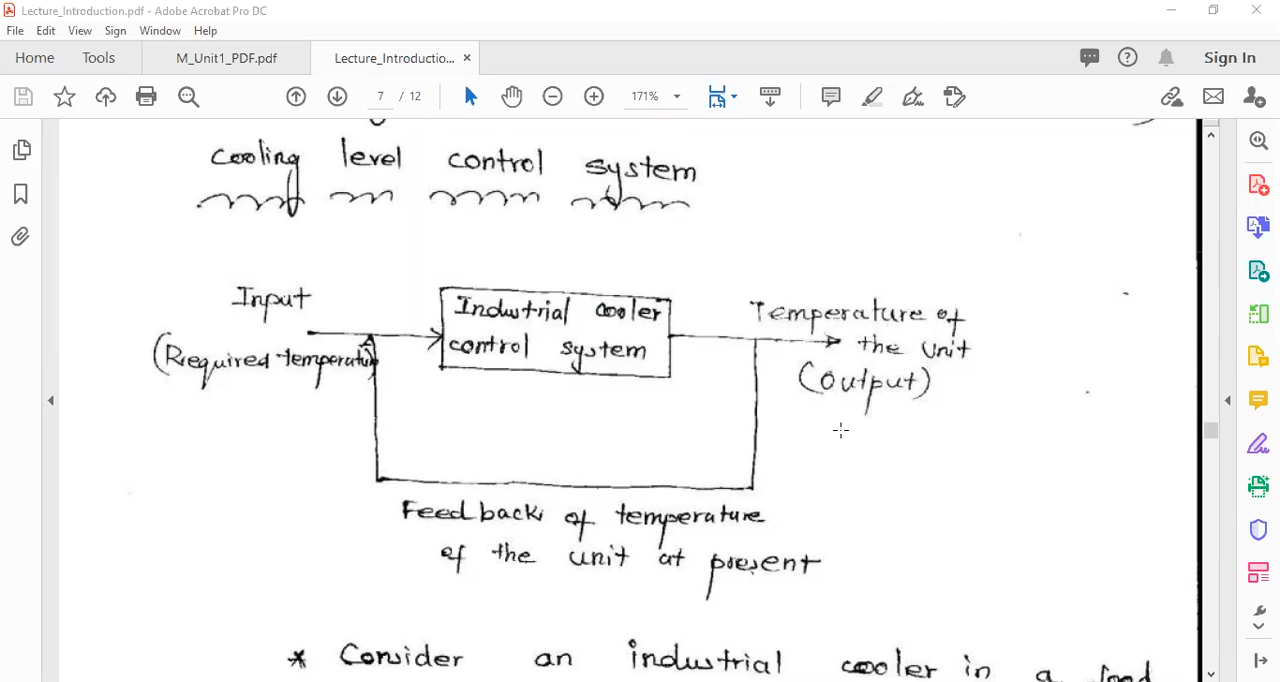 Lecture_Introduction.pdf - Adobe Acrobat Pro DC
File Edit View Sign Window Help
Home Tools M_Unit1_PDF.pdf Lecture_Introductio... × Sign In
7 / 12 171%
cooling level control system
Input
(Required temperature)
Industrial cooler
control system
Temperature of
the unit
(Output)
Feedback of temperature
of the unit at present
* Consider an industrial cooler in a